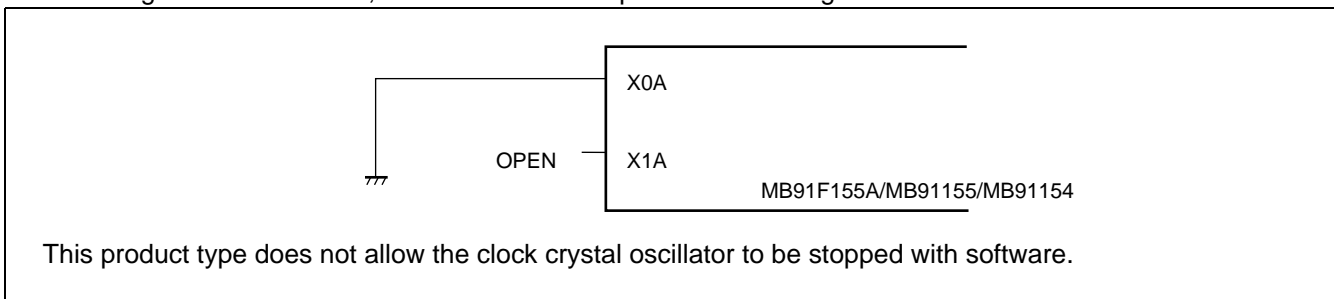 X0A
OPEN X1A
MB91F155A/MB91155/MB91154
This product type does not allow the clock crystal oscillator to be stopped with software.